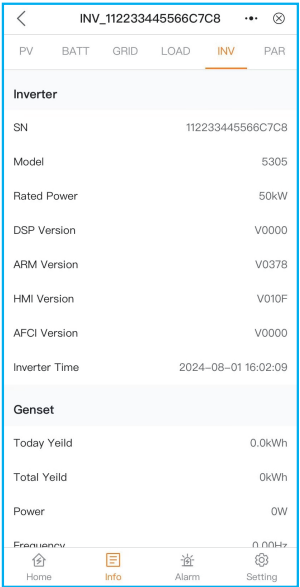 INV_112233445566C7C8
PV BATT GRID LOAD INV PAR
Inverter
SN 112233445566C7C8
Model 5305
Rated Power 50kW
DSP Version V0000
ARM Version V0378
HMI Version V010F
AFCI Version V0000
Inverter Time 2024-08-01 16:02:09
Genset
Today Yeild 0.0kWh
Total Yeild 0kWh
Power 0W
Frequency 0.00Hz
Home Info Alarm Setting